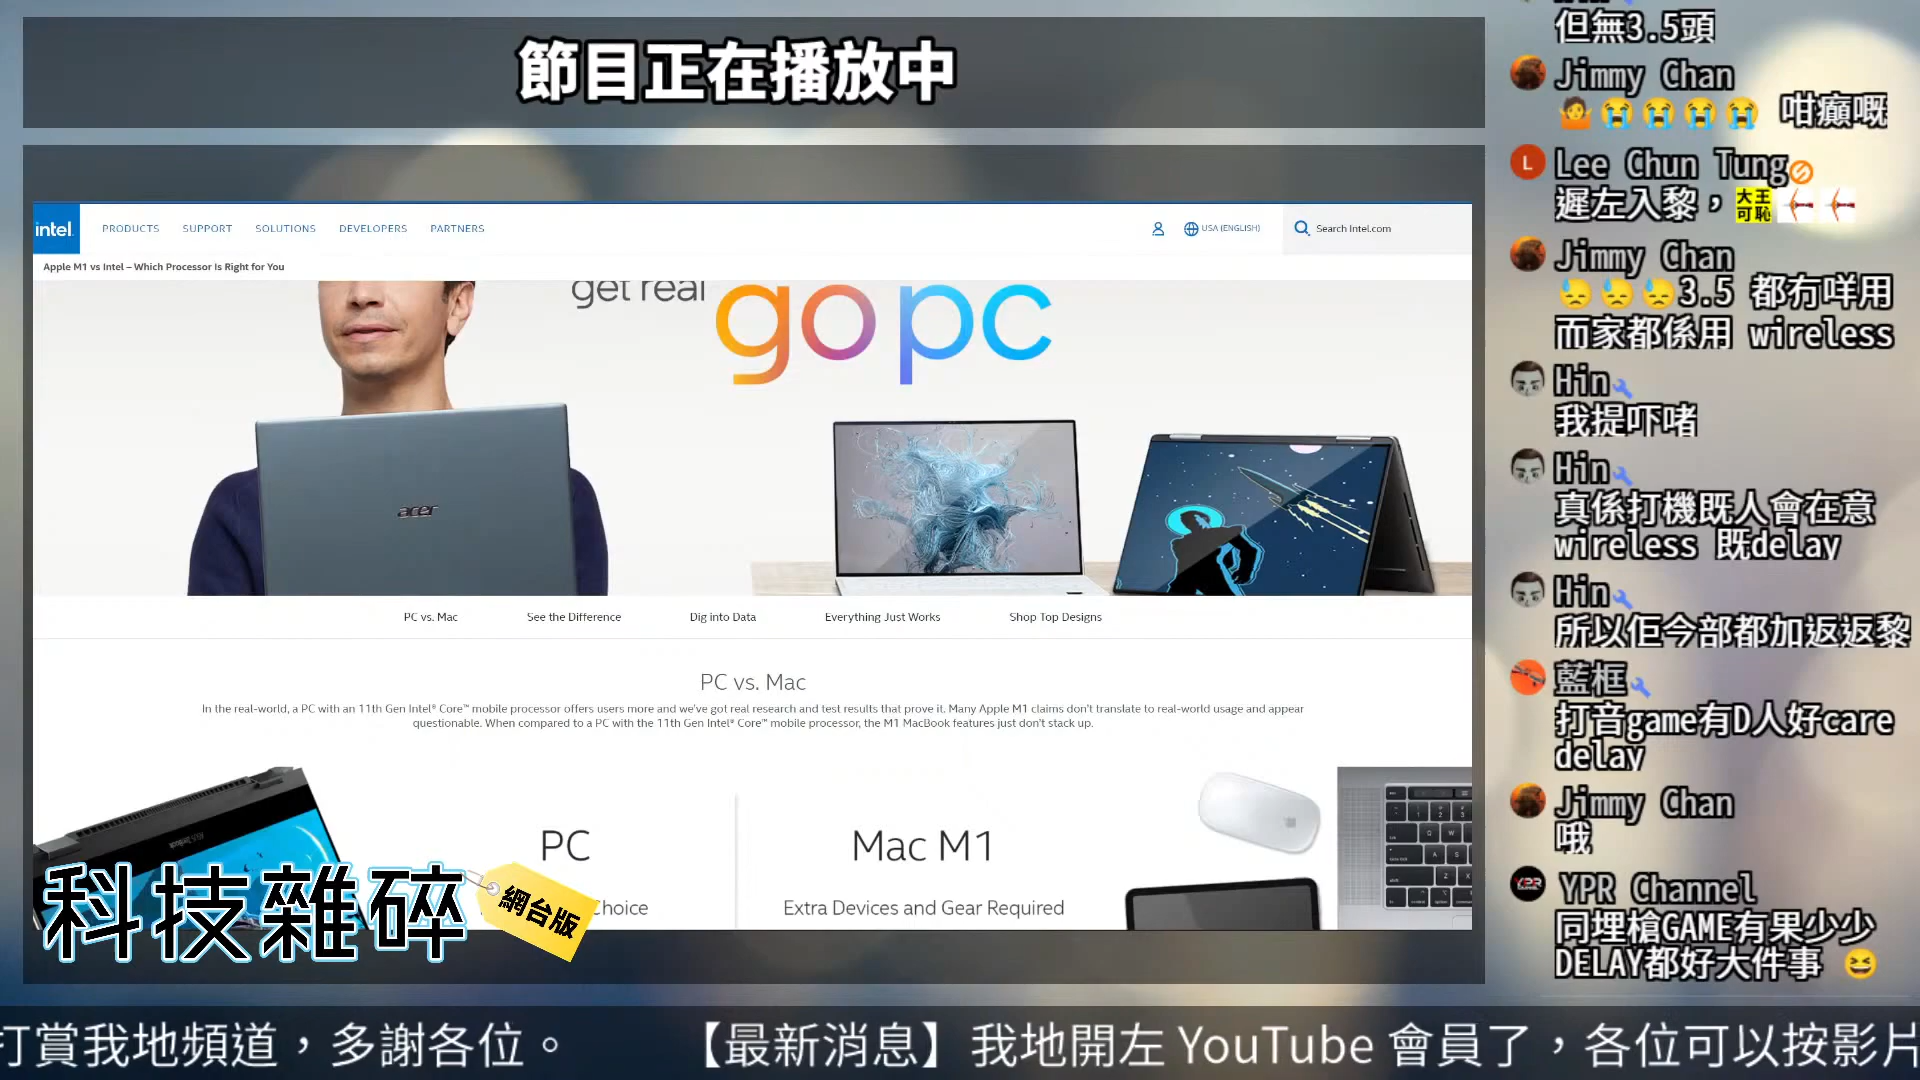 節目正在播放中
intel.
PRODUCTS SUPPORT SOLUTIONS DEVELOPERS PARTNERS
USA (ENGLISH)
Search Intel.com
Apple M1 vs Intel – Which Processor Is Right for You
get real
go pc
acer
PC vs. Mac See the Difference Dig into Data Everything Just Works Shop Top Designs
PC vs. Mac
In the real-world, a PC with an 11th Gen Intel® Core™ mobile processor offers users more and we've got real research and test results that prove it. Many Apple M1 claims don't translate to real-world usage and appear
questionable. When compared to a PC with the 11th Gen Intel® Core™ mobile processor, the M1 MacBook features just don't stack up.
PC
Choice
Mac M1
Extra Devices and Gear Required
科技雜碎
網台版
但無3.5頭
Jimmy Chan
咁癲嘅
L
Lee Chun Tung
遲左入黎，
大王
可恥
Jimmy Chan
3.5 都冇咩用
而家都係用 wireless
Hin
我提吓啫
Hin
真係打機既人會在意
wireless 既delay
Hin
所以佢今部都加返返黎
藍框
打音game有D人好care
delay
Jimmy Chan
哦
YPR Channel
同埋槍GAME有果少少
DELAY都好大件事
打賞我地頻道，多謝各位。 【最新消息】我地開左 YouTube 會員了，各位可以按影片